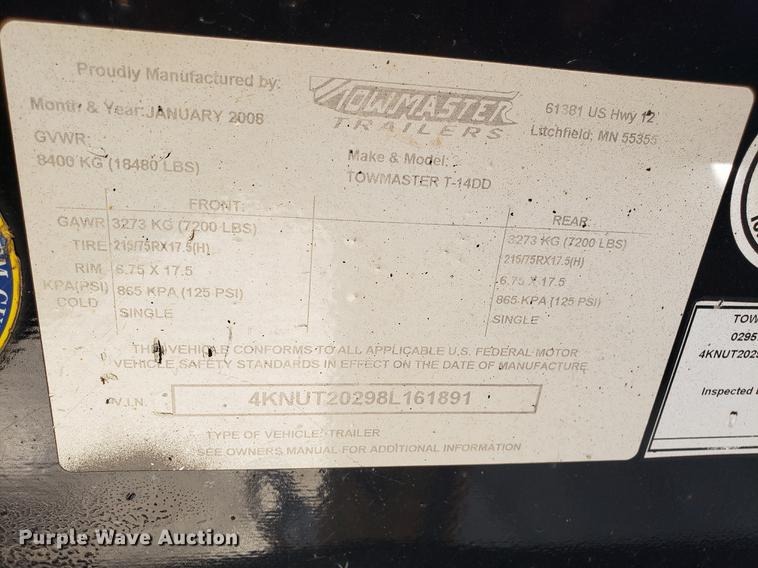 Proudly Manufactured by:
TOWMASTER
TRAILERS
61381 US Hwy 12
Litchfield, MN 55355
Month & Year: JANUARY 2008
GVWR:
8400 KG (18480 LBS)
Make & Model:
TOWMASTER T-14DD
FRONT: REAR:
GAWR 3273 KG (7200 LBS) 3273 KG (7200 LBS)
TIRE 215/75RX17.5(H) 215/75RX17.5(H)
RIM 6.75 X 17.5 6.75 X 17.5
KPA(PSI) 865 KPA (125 PSI) 865 KPA (125 PSI)
COLD SINGLE SINGLE
THE VEHICLE CONFORMS TO ALL APPLICABLE U.S. FEDERAL MOTOR
VEHICLE SAFETY STANDARDS IN EFFECT ON THE DATE OF MANUFACTURE
V.I.N. 4KNUT20298L161891
TYPE OF VEHICLE: TRAILER
SEE OWNERS MANUAL FOR ADDITIONAL INFORMATION
TOW
0295
4KNUT2029
Inspected
Purple Wave Auction